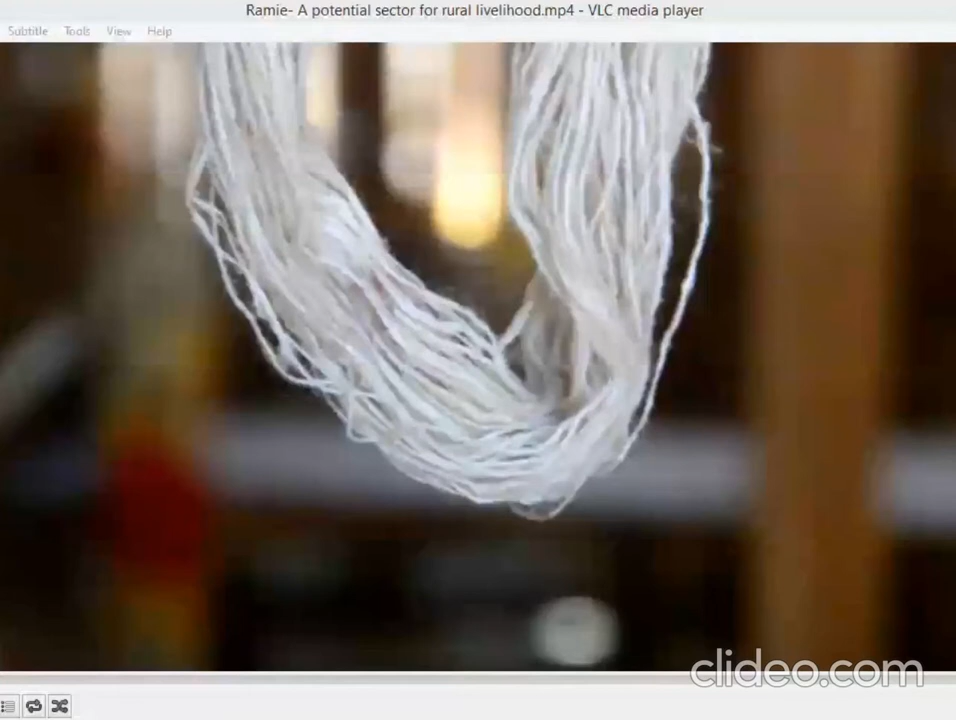 Ramie- A potential sector for rural livelihood.mp4 - VLC media player
Subtitle Tools View Help
clideo.com